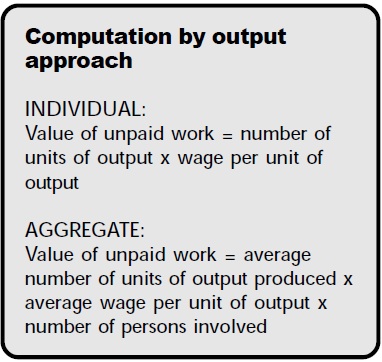 Computation by output
approach
INDIVIDUAL:
Value of unpaid work = number of
units of output x wage per unit of
output
AGGREGATE:
Value of unpaid work = average
number of units of output produced x
average wage per unit of output x
number of persons involved